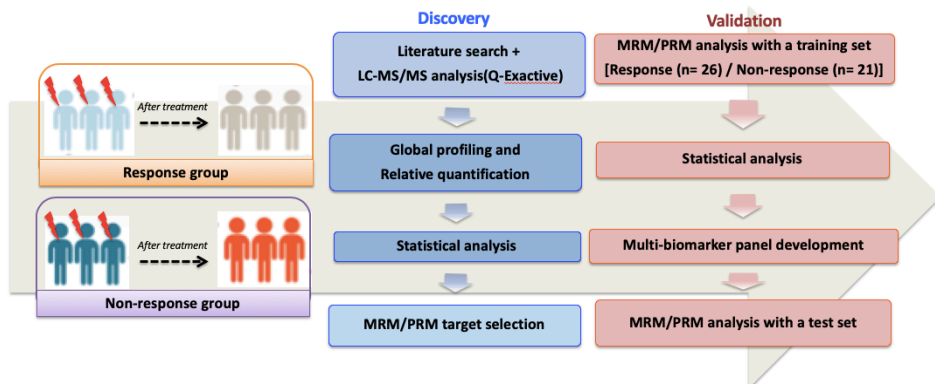 Discovery
Validation
After treatment
Response group
After treatment
Non-response group
Literature search +
LC-MS/MS analysis(Q-Exactive)
Global profiling and
Relative quantification
Statistical analysis
MRM/PRM target selection
MRM/PRM analysis with a training set
[Response (n= 26) / Non-response (n= 21)]
Statistical analysis
Multi-biomarker panel development
MRM/PRM analysis with a test set